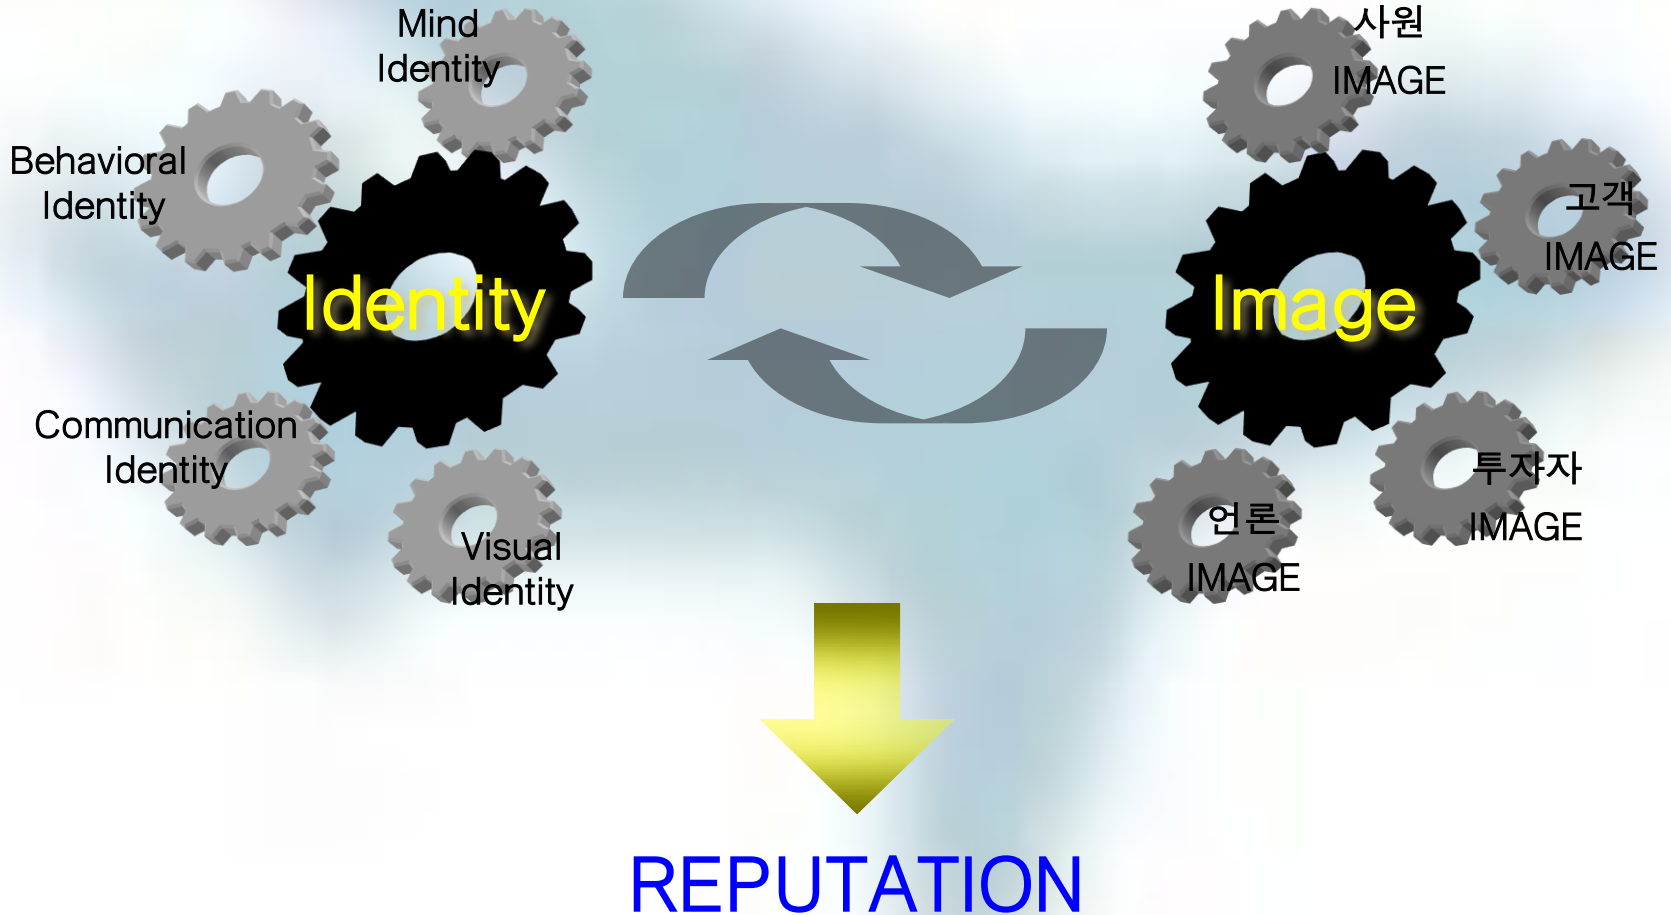 Mind
Identity
Behavioral
Identity
Identity
Communication
Identity
Visual
Identity
사원
IMAGE
고객
IMAGE
Image
투자자
IMAGE
언론
IMAGE
REPUTATION